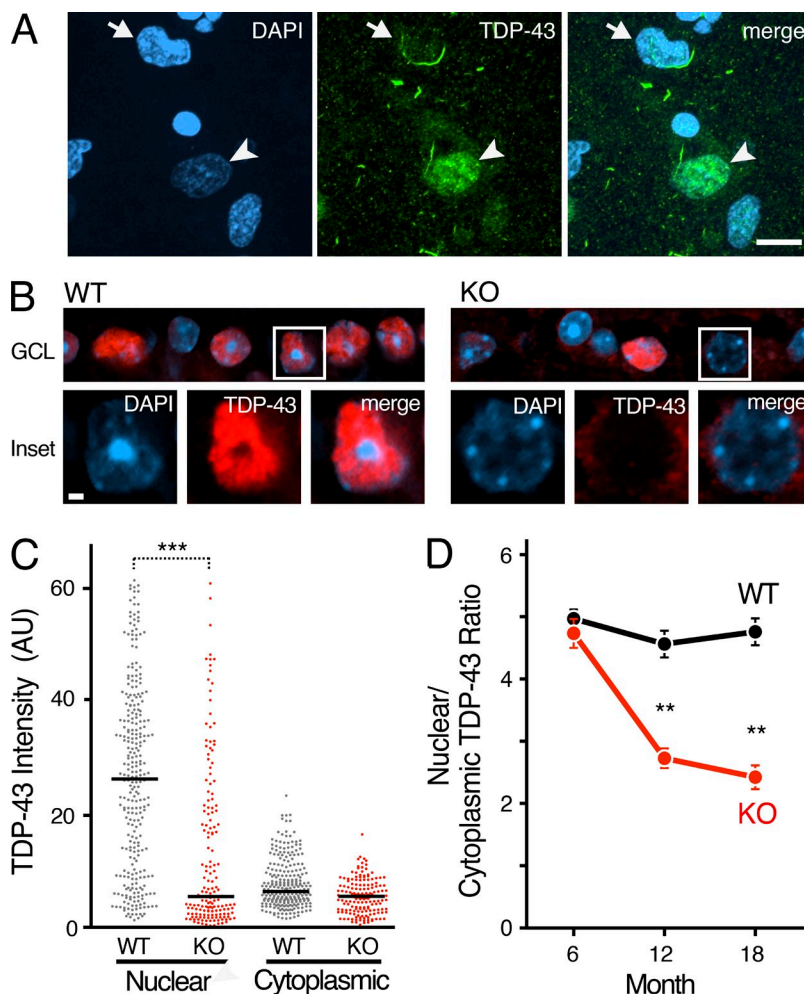 A
DAPI
TDP-43
merge
B
WT
KO
GCL
DAPI
TDP-43
merge
DAPI
TDP-43
merge
Inset
C
D
TDP-43 Intensity (AU)
60
40
20
0
***
WT
KO
WT
KO
Nuclear
Cytoplasmic
Nuclear/
Cytoplasmic TDP-43 Ratio
6
4
2
0
WT
**
**
KO
6
12
18
Month